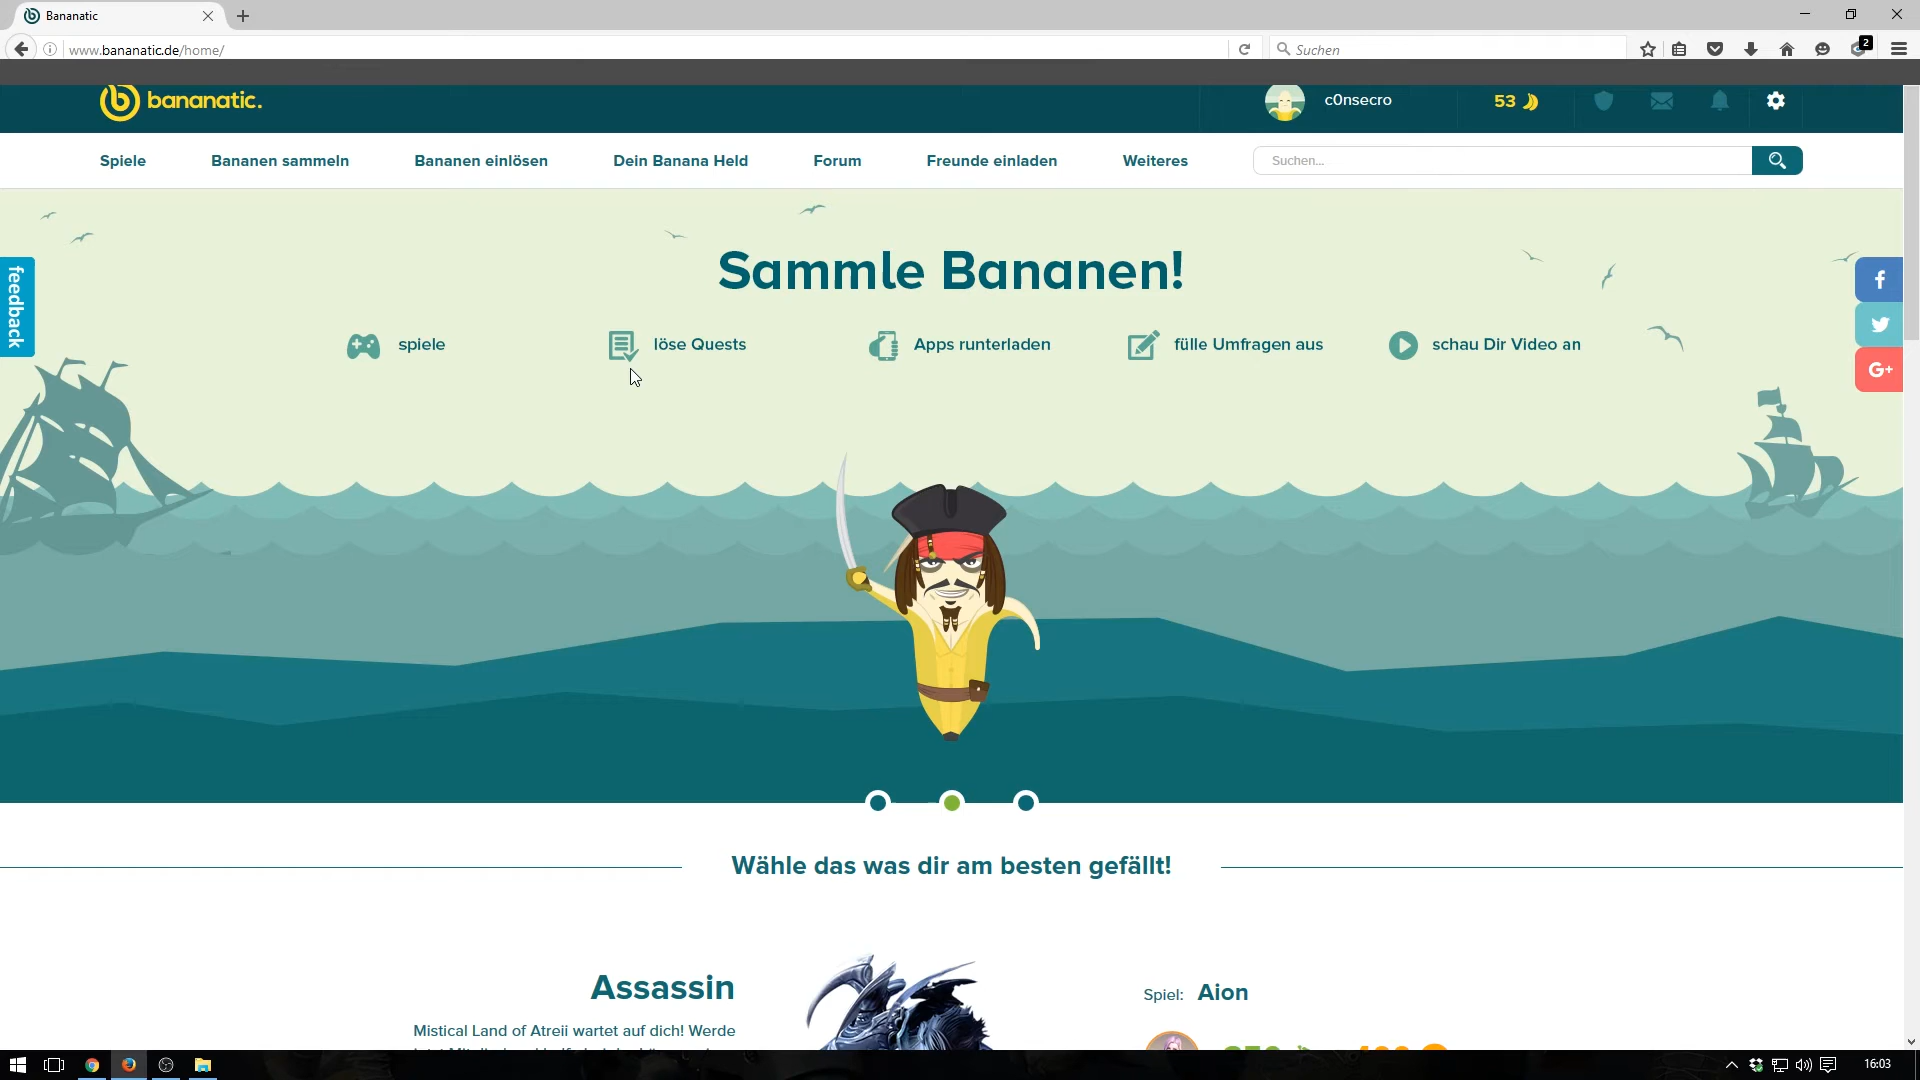 Bananatic
www.bananatic.de/home/
Suchen
2
bananatic.
c0nsecro
53
Spiele
Bananen sammeln
Bananen einlösen
Dein Banana Held
Forum
Freunde einladen
Weiteres
Suchen...
feedback
Sammle Bananen!
spiele
löse Quests
Apps runterladen
fülle Umfragen aus
schau Dir Video an
f
G+
Wähle das was dir am besten gefällt!
Assassin
Mistical Land of Atreii wartet auf dich! Werde
Spiel: Aion
16:03